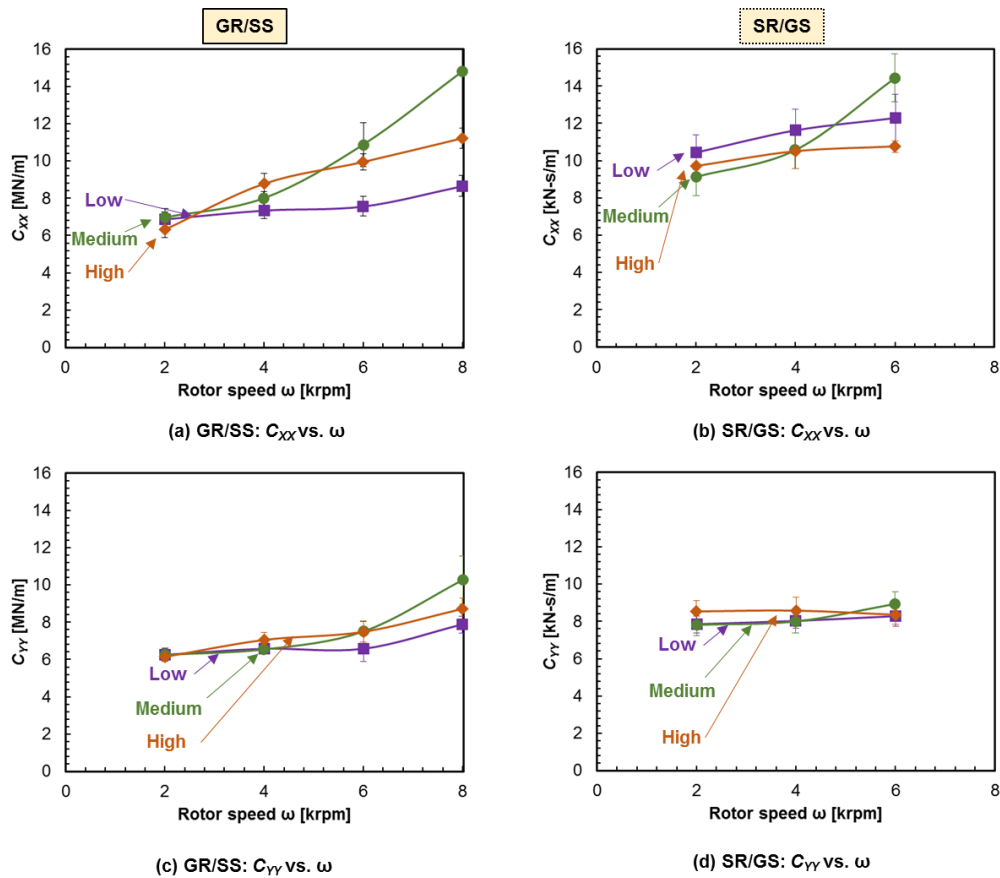 GR/SS
SR/GS
16
14
12
10
8
6
4
2
0
C_XX [MN/m]
Low
Medium
High
0 2 4 6 8
Rotor speed ω [krpm]
(a) GR/SS: C_XX vs. ω
16
14
12
10
8
6
4
2
0
C_XX [kN-s/m]
Low
Medium
High
0 2 4 6 8
Rotor speed ω [krpm]
(b) SR/GS: C_XX vs. ω
16
14
12
10
8
6
4
2
0
C_YY [MN/m]
Low
Medium
High
0 2 4 6 8
Rotor speed ω [krpm]
(c) GR/SS: C_YY vs. ω
16
14
12
10
8
6
4
2
0
C_YY [kN-s/m]
Low
Medium
High
0 2 4 6 8
Rotor speed ω [krpm]
(d) SR/GS: C_YY vs. ω